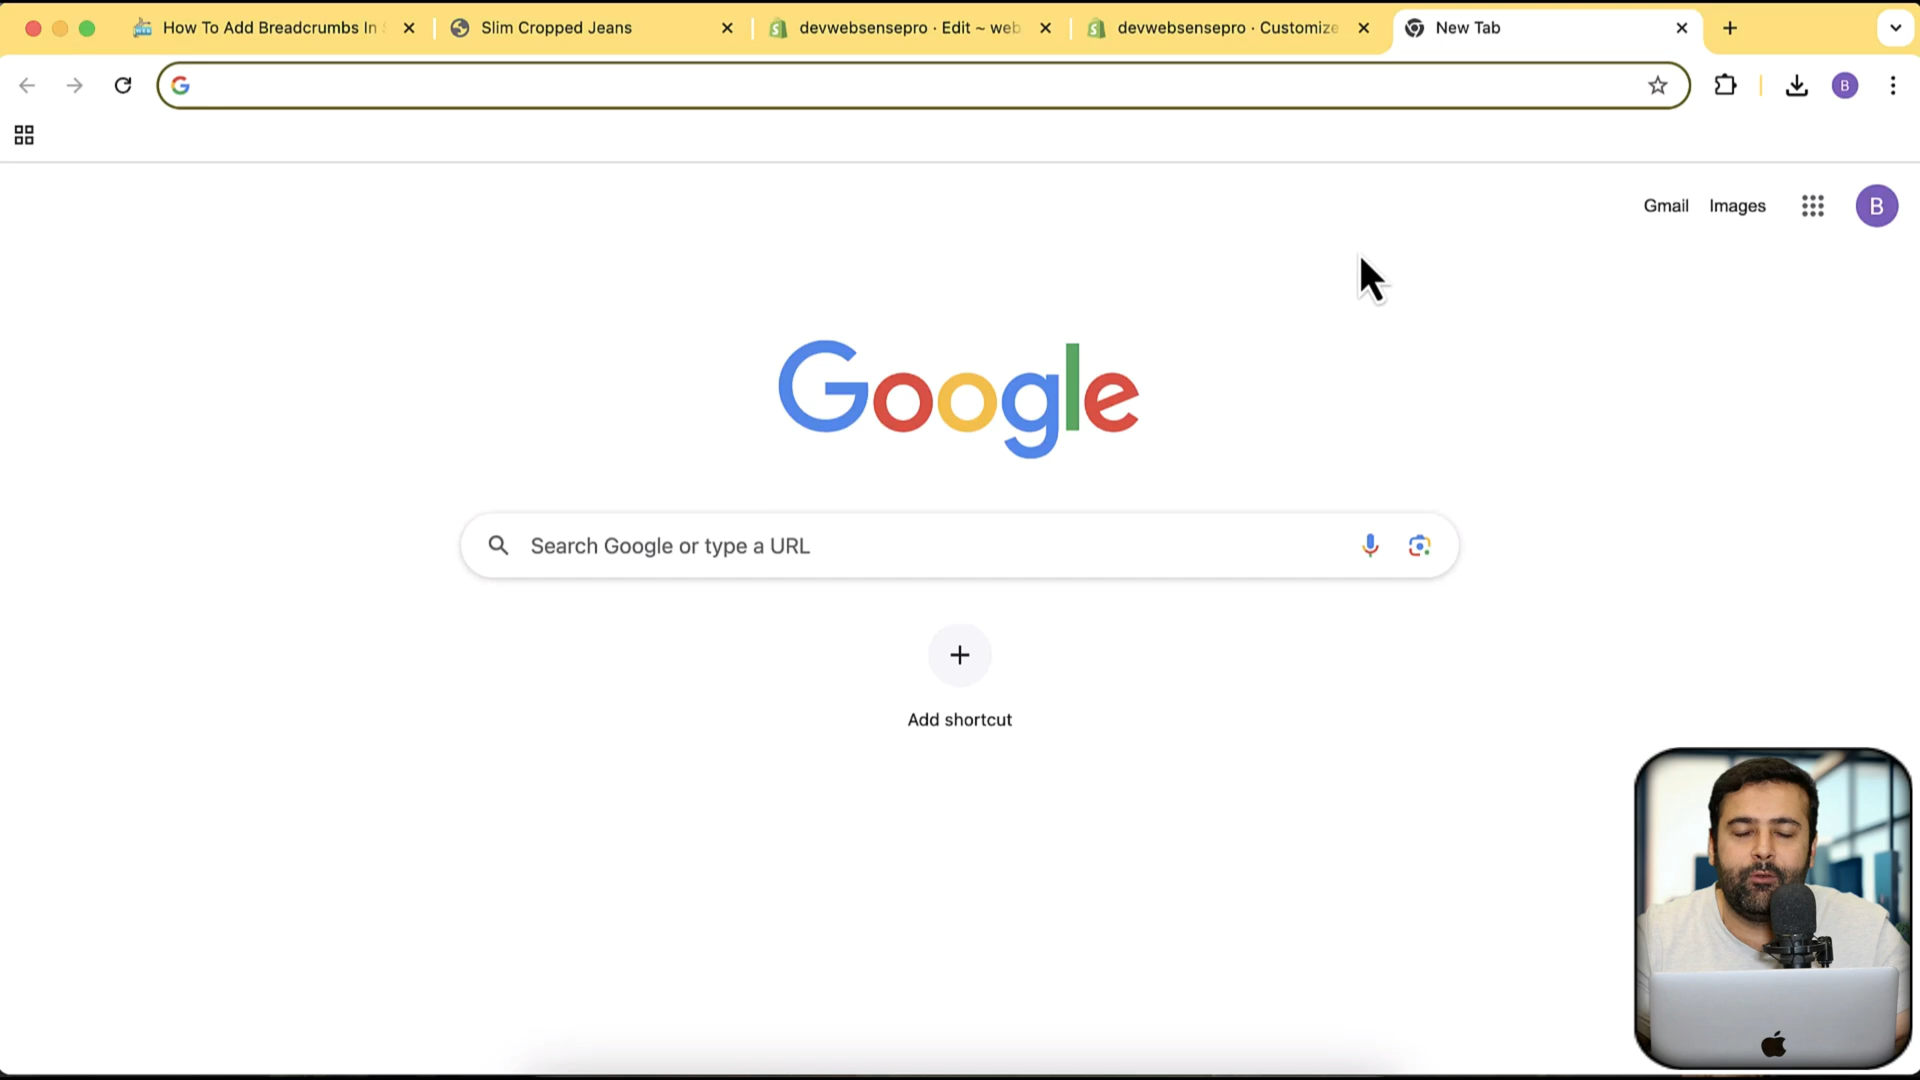 How To Add Breadcrumbs In
Slim Cropped Jeans
devwebsensepro · Edit ~ web
devwebsensepro · Customize
New Tab
B
Gmail
Images
B
Google
Search Google or type a URL
Add shortcut